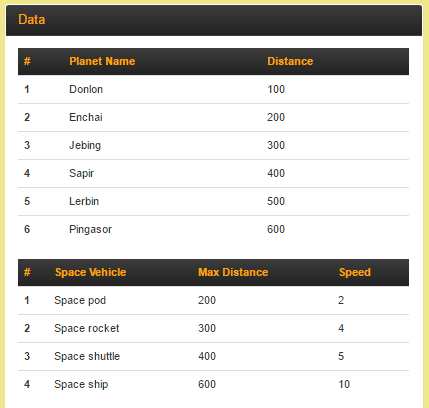 Data
# Planet Name Distance
1 Donlon 100
2 Enchai 200
3 Jebing 300
4 Sapir 400
5 Lerbin 500
6 Pingasor 600
# Space Vehicle Max Distance Speed
1 Space pod 200 2
2 Space rocket 300 4
3 Space shuttle 400 5
4 Space ship 600 10